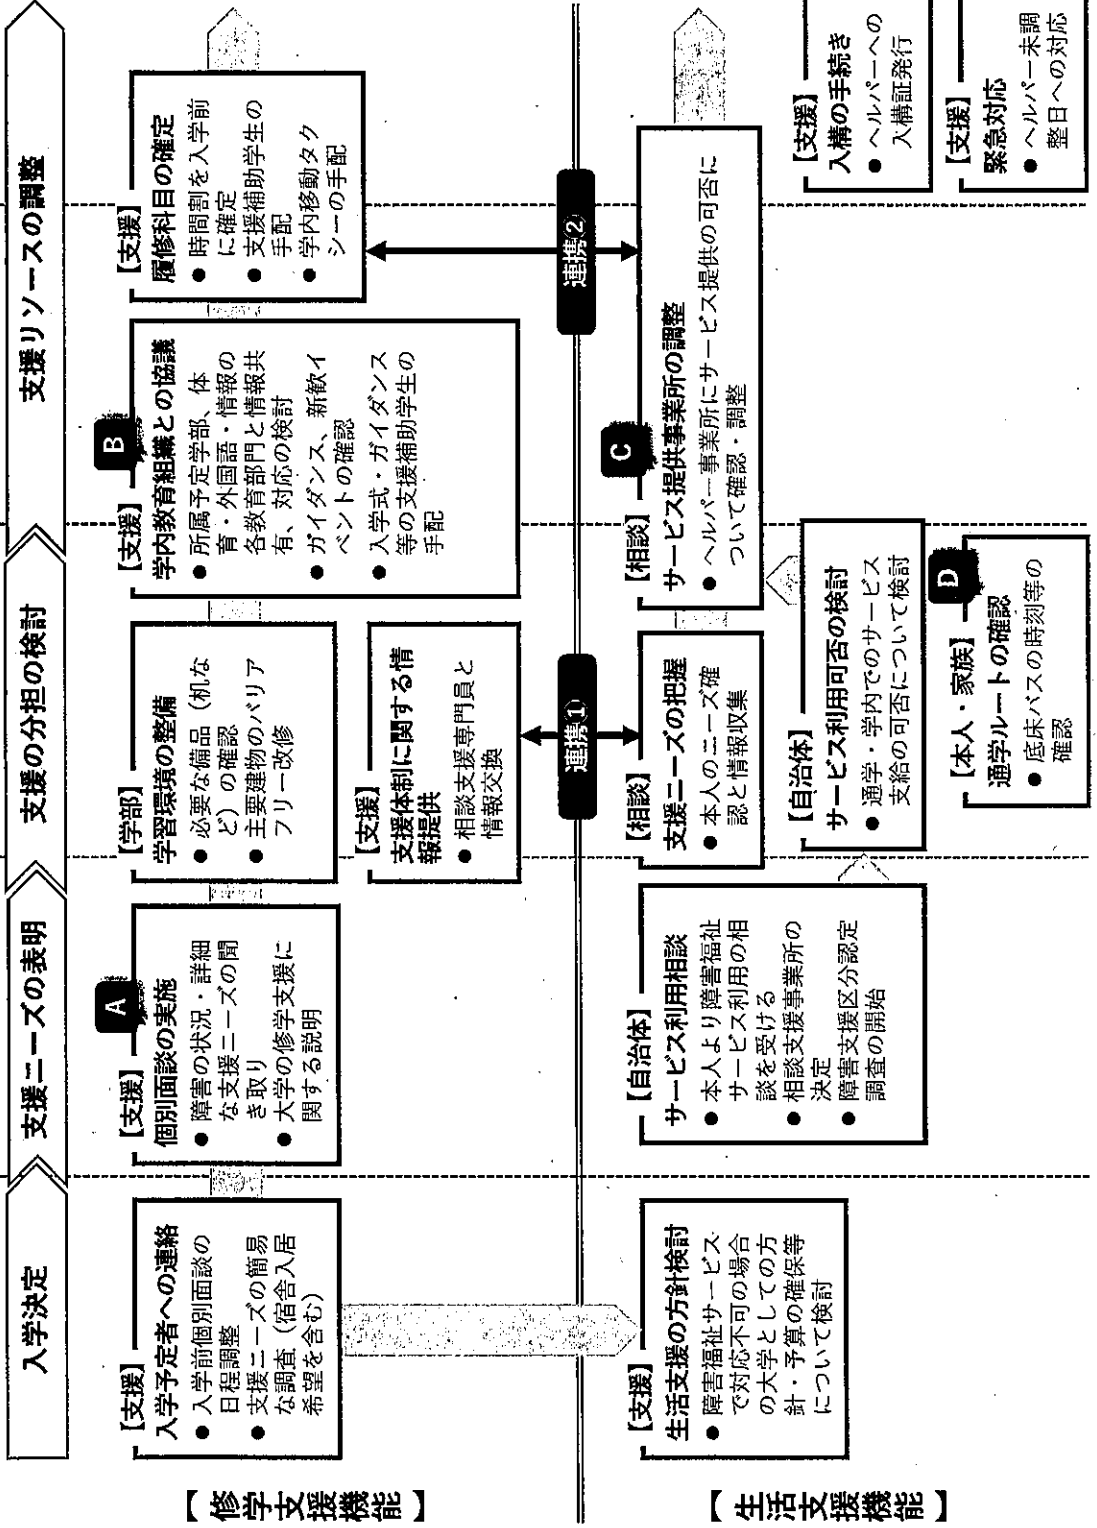 入学決定
支援ニーズの表明
支援の分担の検討
支援リソースの調整
【修学支援機能】
【支援】
入学予定者への連絡
● 入学前個別面談の
日程調整
● 支援ニーズの簡易
な調査（宿舎入居
希望を含む）
A
【支援】
個別面談の実施
● 障害の状況・詳細
な支援ニーズの聞
き取り
● 大学の修学支援に
関する説明
【学部】
学習環境の整備
● 必要な備品（机な
ど）の確認
● 主要建物のバリア
フリー改修
【支援】
支援体制に関する情
報提供
● 相談支援専門員と
情報交換
B
【支援】
学内教育組織との協議
● 所属予定学部、体
育・外国語・情報の
各教育部門と情報共
有、対応の検討
● ガイダンス、新歓イ
ベントの確認
● 入学式・ガイダンス
等の支援補助学生の
手配
【支援】
履修科目の確定
● 時間割を入学前
に確定
● 支援補助学生の
手配
● 学内移動タク
シーの手配
連携①
連携②
【生活支援機能】
【支援】
生活支援の方針検討
● 障害福祉サービス
で対応不可の場合
の大学としての方
針・予算の確保等
について検討
【自治体】
サービス利用相談
● 本人より障害福祉
サービス利用の相
談を受ける
● 相談支援事業所の
決定
● 障害支援区分認定
調査の開始
【相談】
支援ニーズの把握
● 本人のニーズ確
認と情報収集
【自治体】
サービス利用可否の検討
● 通学・学内でのサービス
支給の可否について検討
D
【本人・家族】
通学ルートの確認
● 底床バスの時刻等の
確認
C
【相談】
サービス提供事業所の調整
● ヘルパー事業所にサービス提供の可否に
ついて確認・調整
【支援】
入構の手続き
● ヘルパーへの
入構証発行
【支援】
緊急対応
● ヘルパー未調
整日への対応